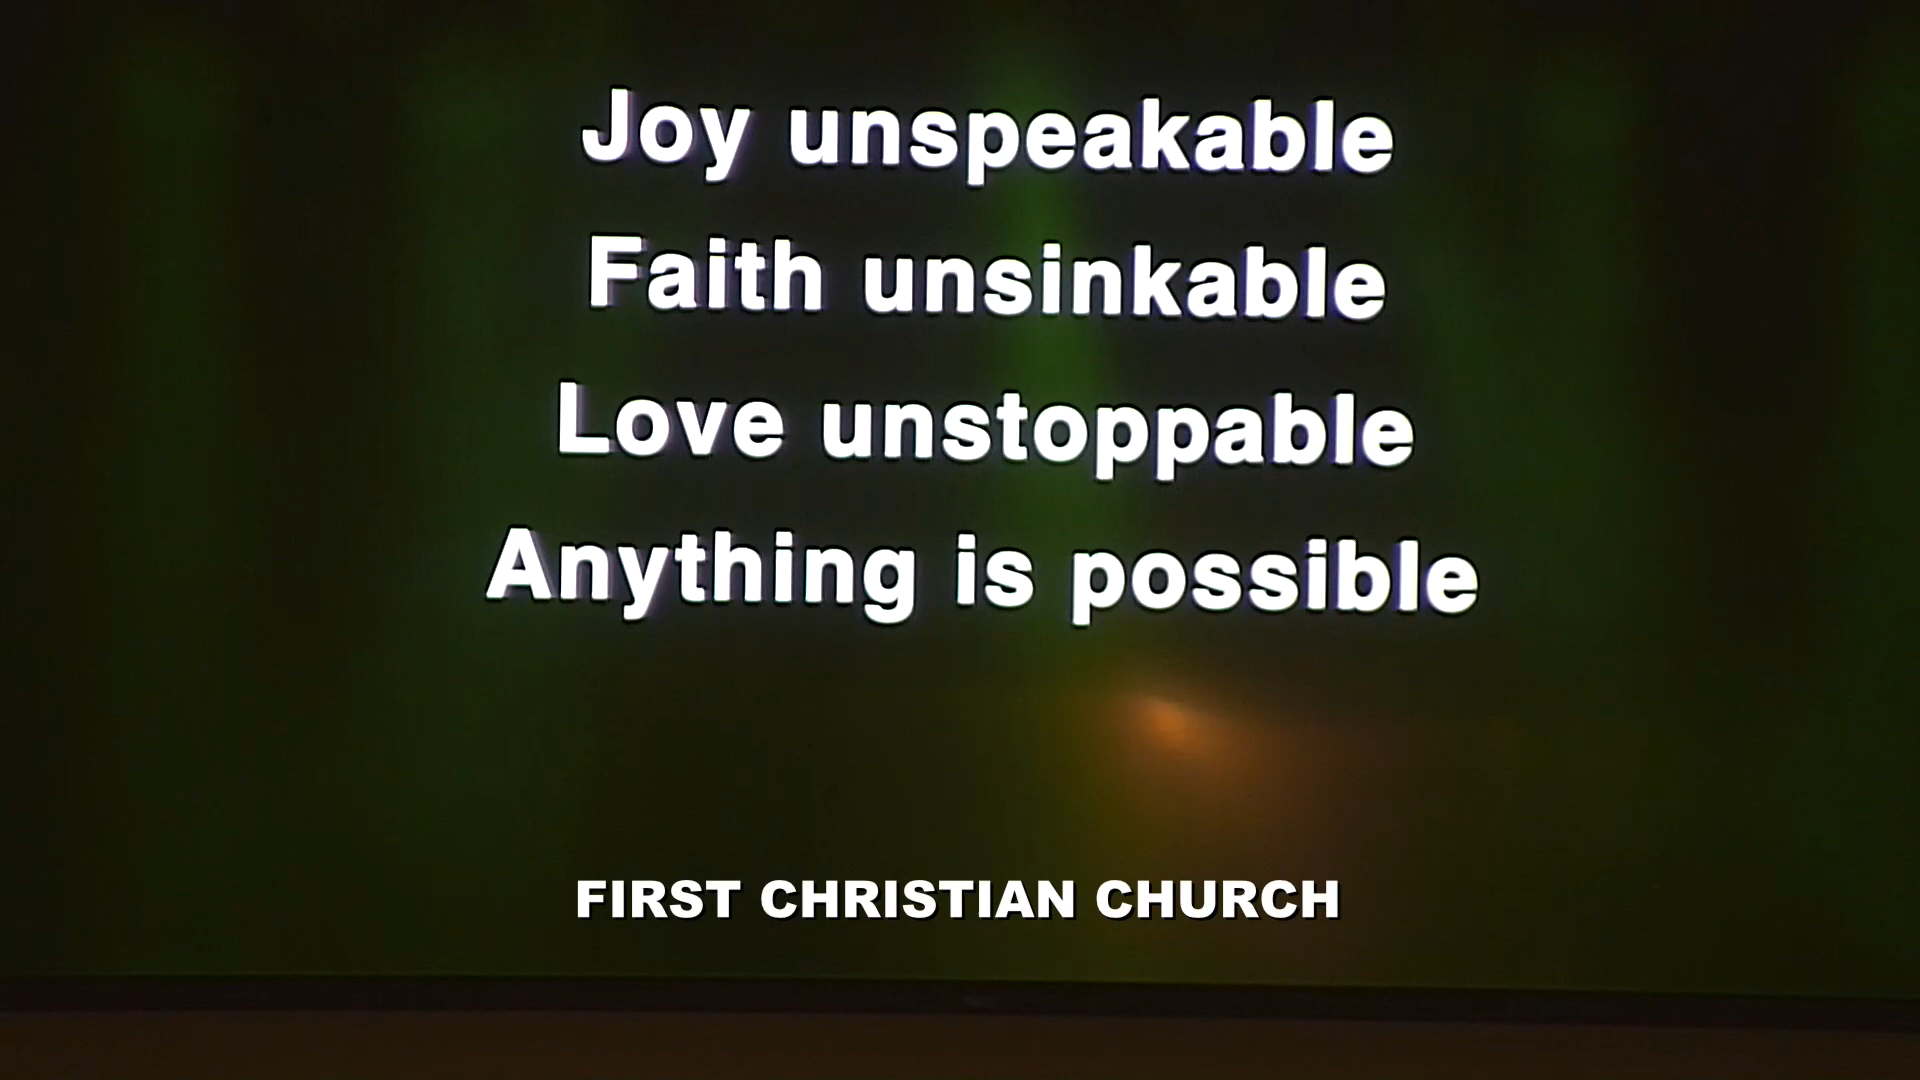 Joy unspeakable
Faith unsinkable
Love unstoppable
Anything is possible
FIRST CHRISTIAN CHURCH